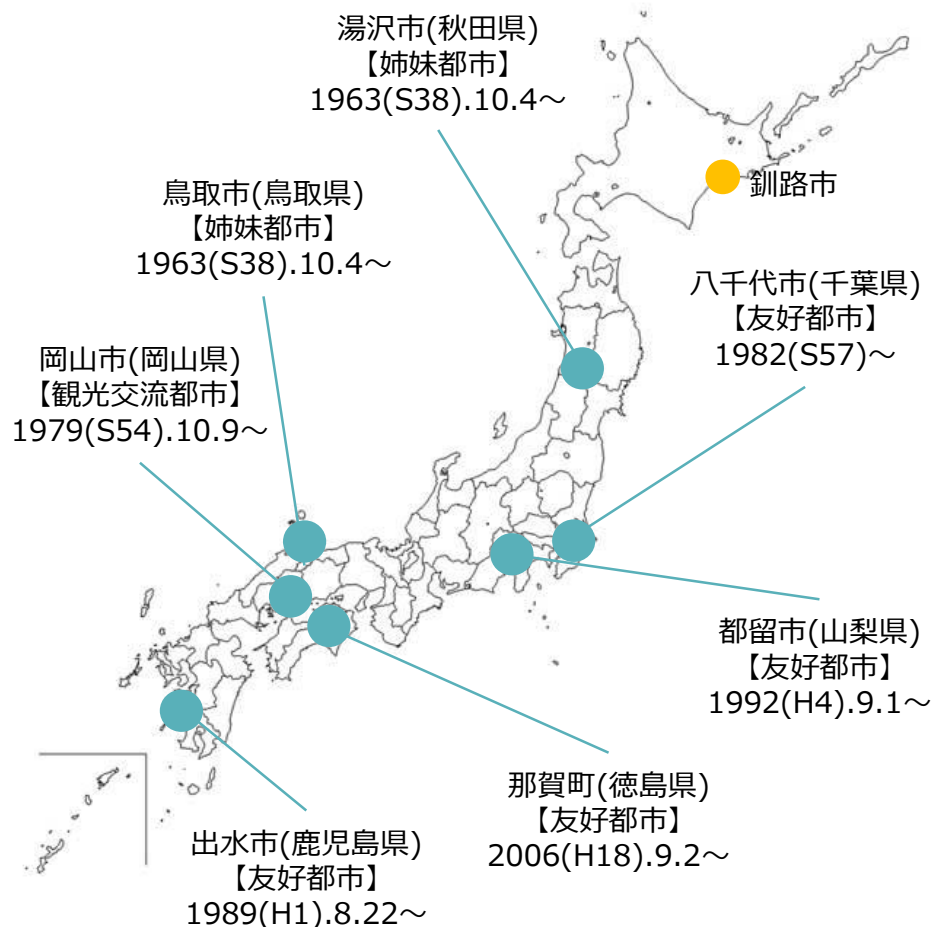 湯沢市(秋田県)
【姉妹都市】
1963(S38).10.4～
釧路市
鳥取市(鳥取県)
【姉妹都市】
1963(S38).10.4～
八千代市(千葉県)
【友好都市】
1982(S57)～
岡山市(岡山県)
【観光交流都市】
1979(S54).10.9～
都留市(山梨県)
【友好都市】
1992(H4).9.1～
那賀町(徳島県)
【友好都市】
2006(H18).9.2～
出水市(鹿児島県)
【友好都市】
1989(H1).8.22～